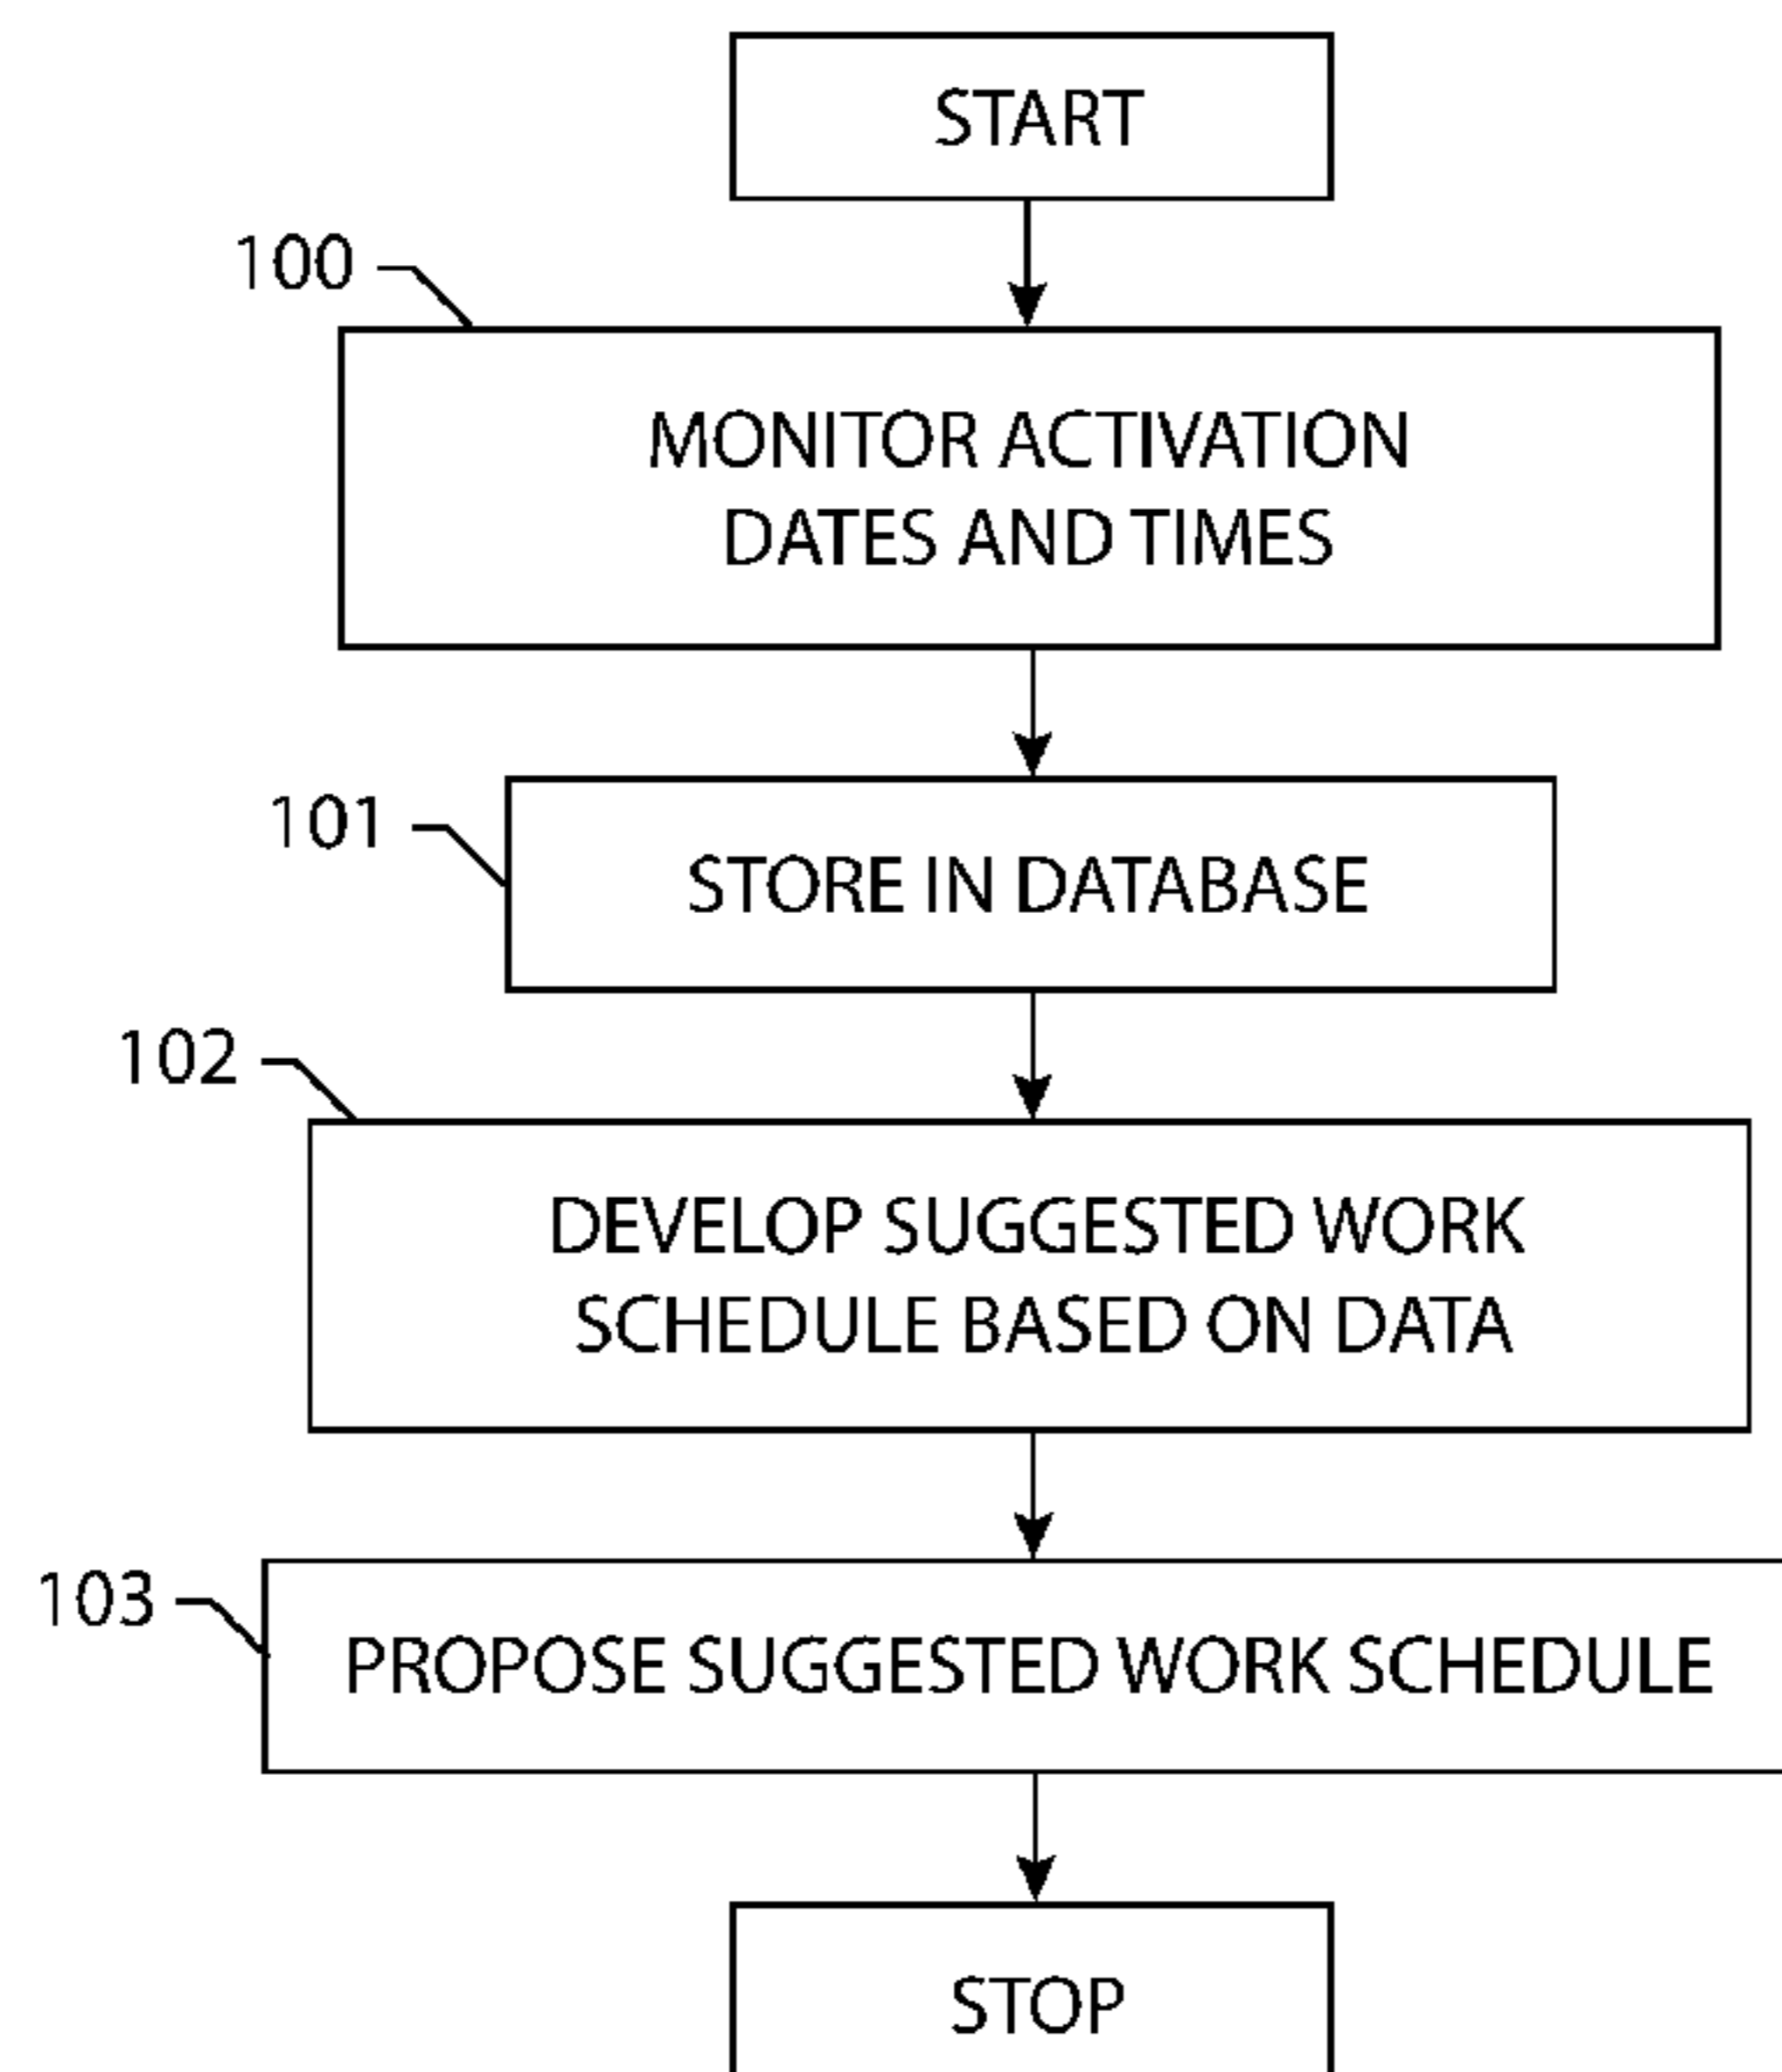 START
100
MONITOR ACTIVATION
DATES AND TIMES
101
STORE IN DATABASE
102
DEVELOP SUGGESTED WORK
SCHEDULE BASED ON DATA
103
PROPOSE SUGGESTED WORK SCHEDULE
STOP